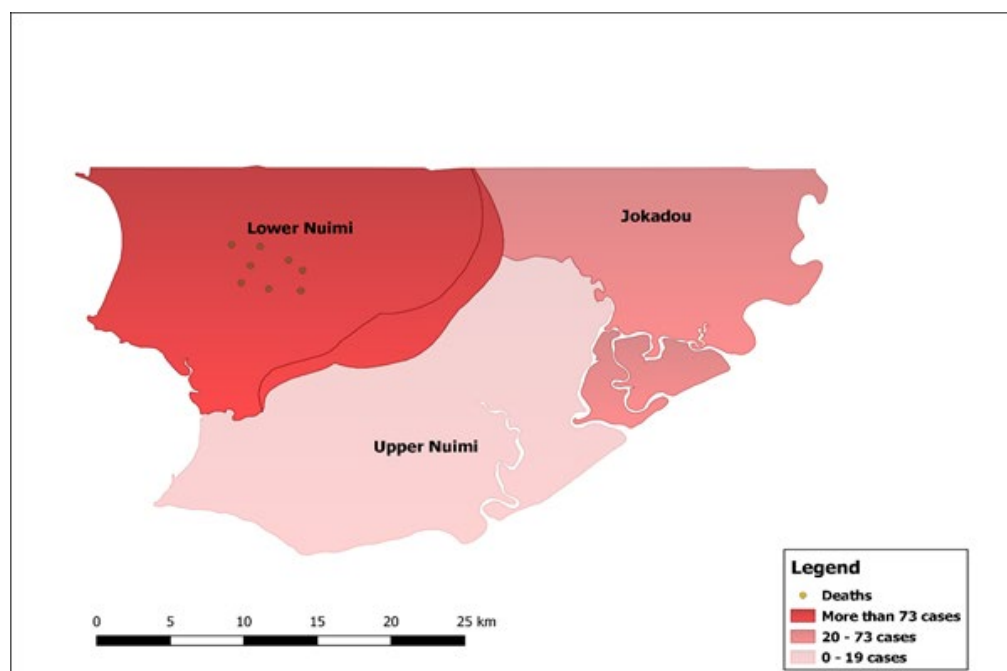 Lower Nuimi
Jokadou
Upper Nuimi
0 5 10 15 20 25 km
Legend
Deaths
More than 73 cases
20 - 73 cases
0 - 19 cases